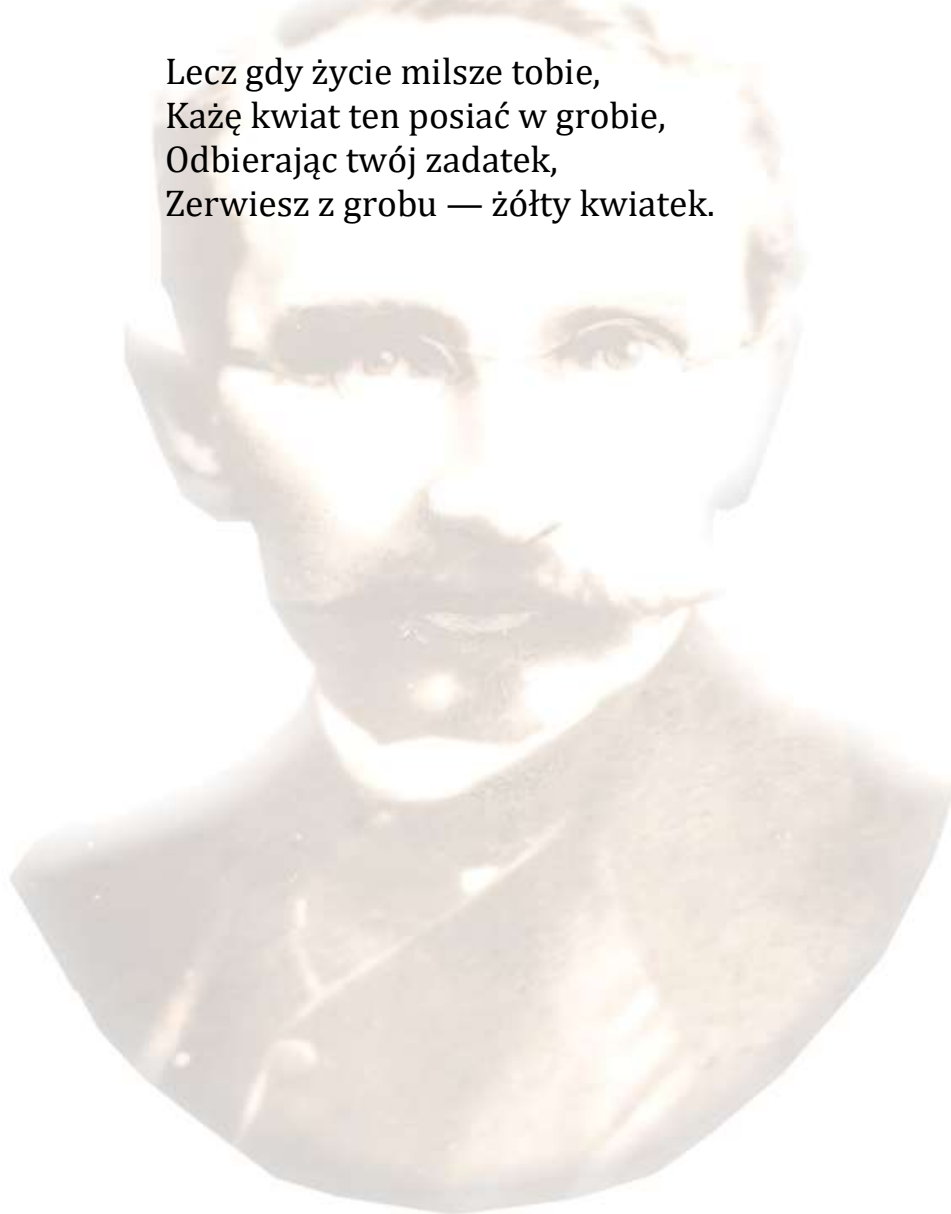 Lecz gdy życie milsze tobie,
Każę kwiat ten posiać w grobie,
Odbierając twój zadatek,
Zerwiesz z grobu — żółty kwiatek.